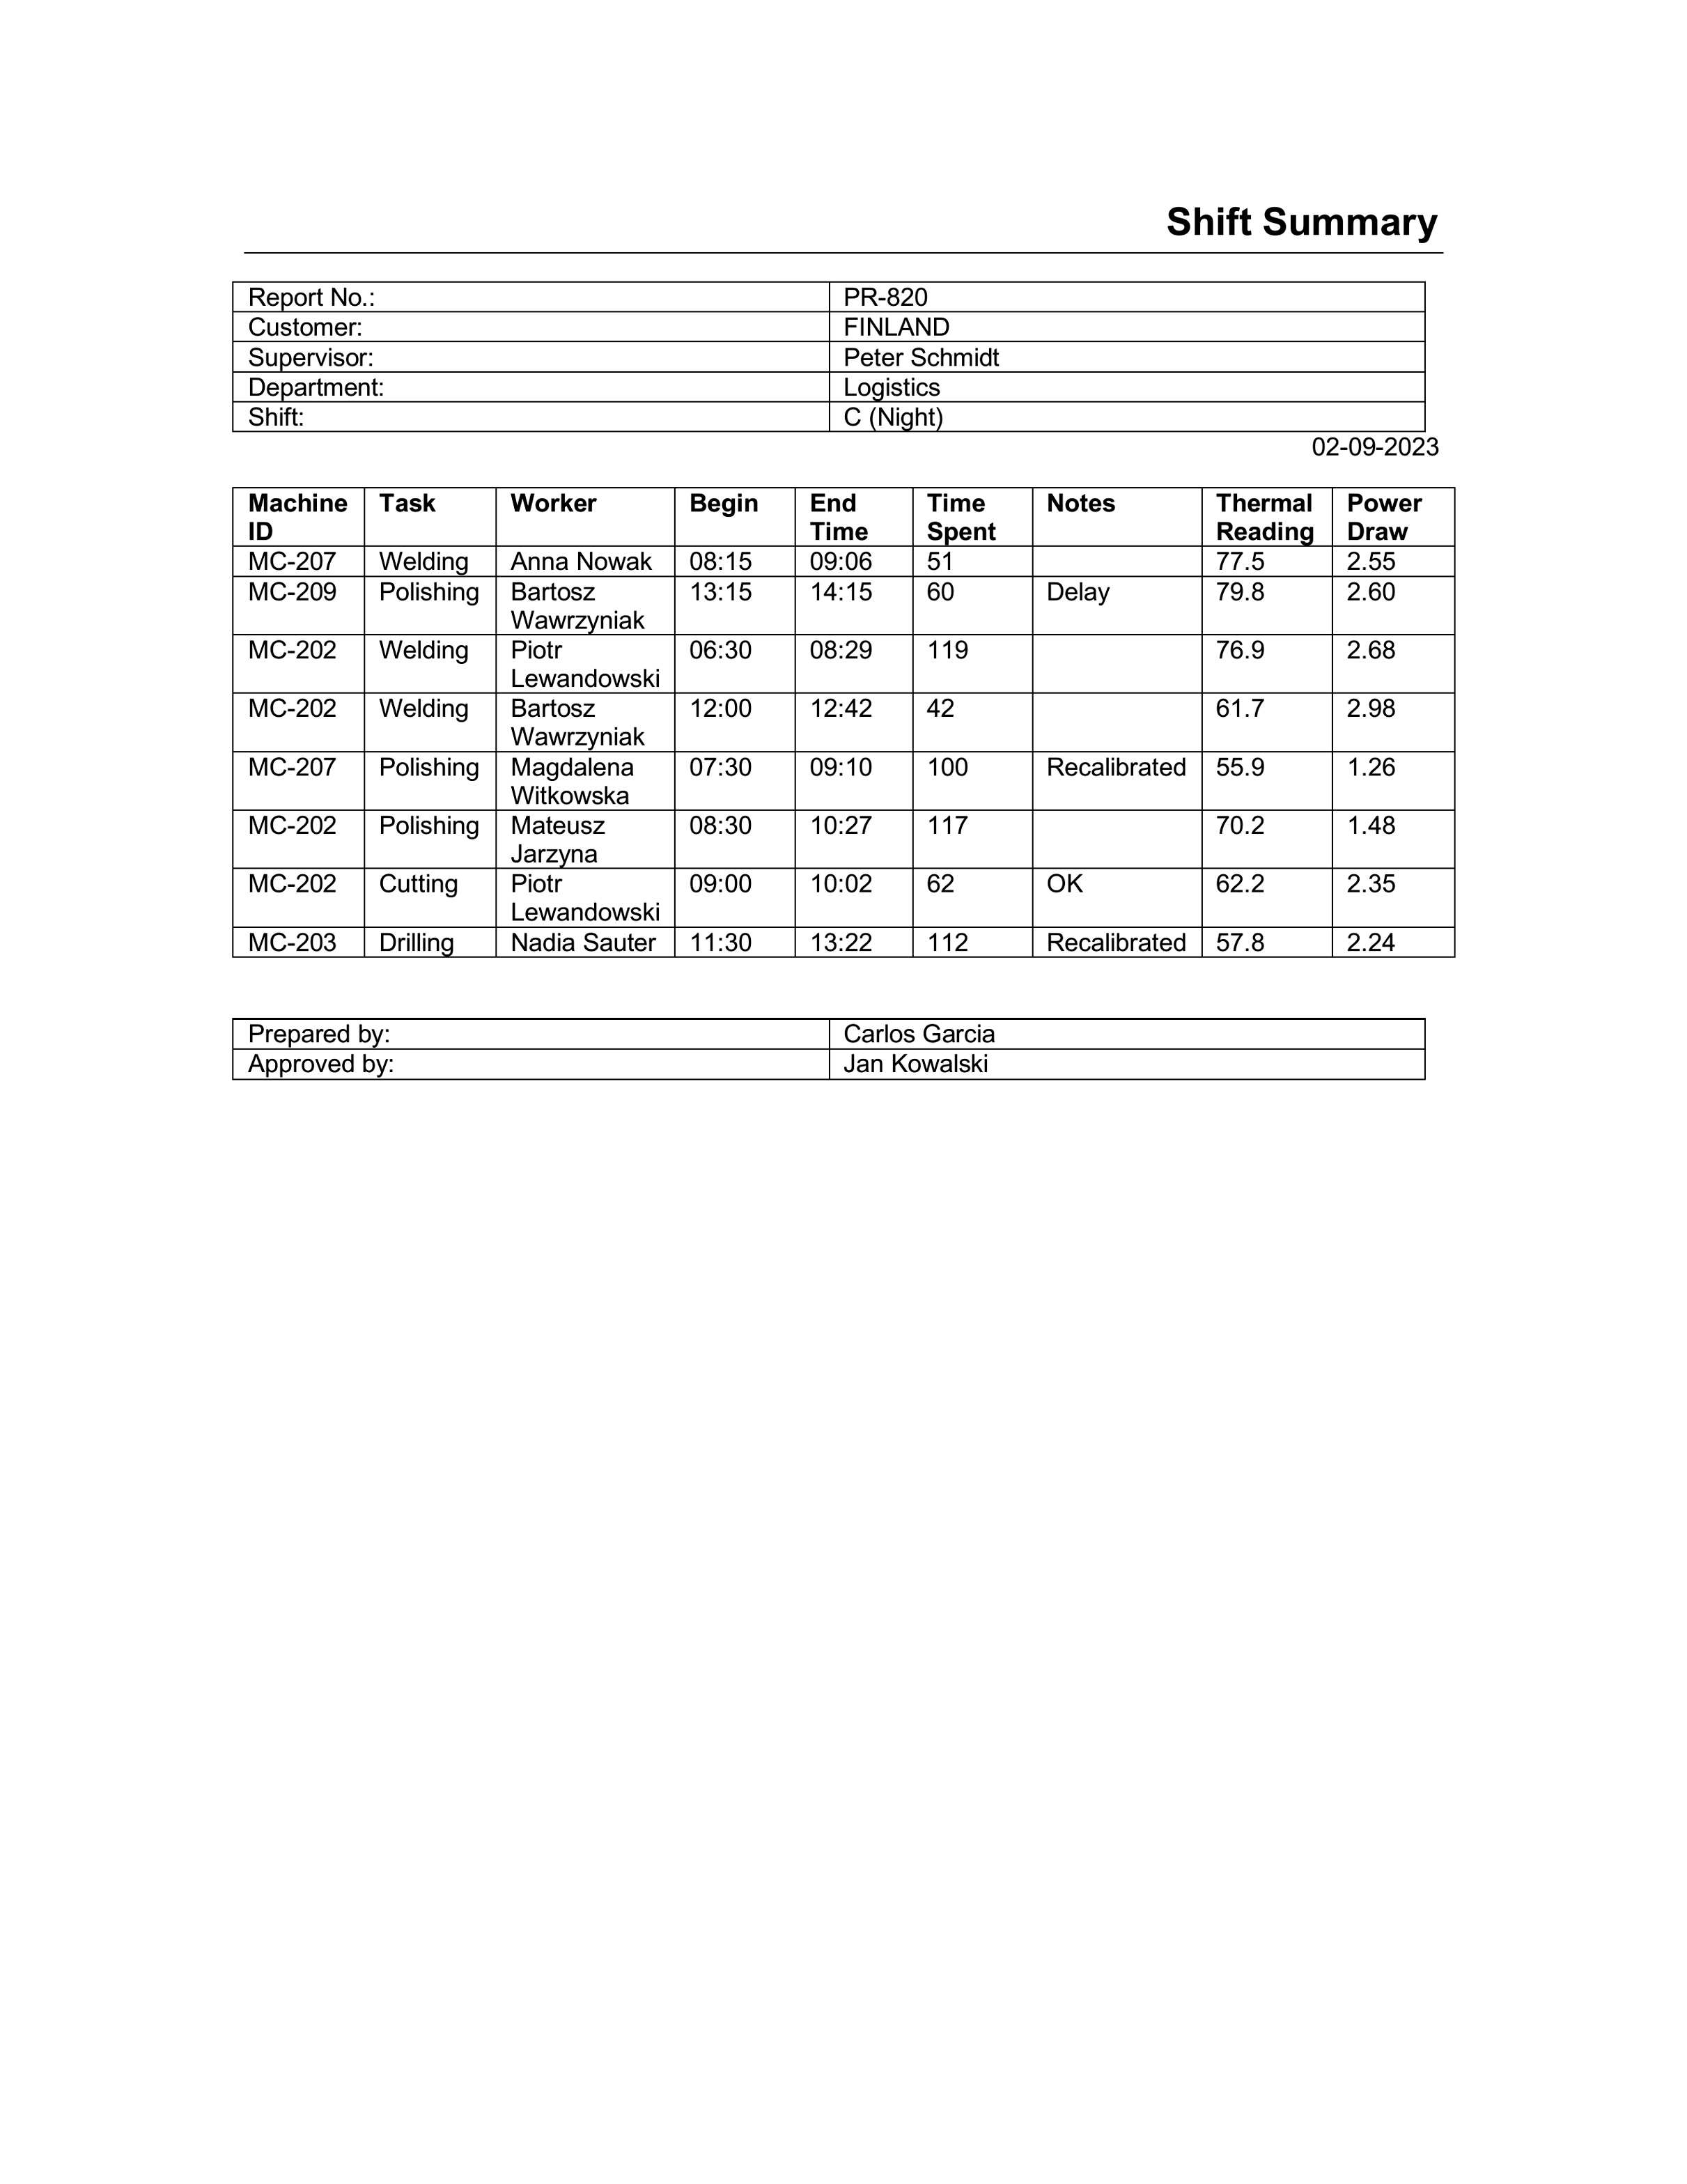 Shift Summary
Report No.: PR-820
Customer: FINLAND
Supervisor: Peter Schmidt
Department: Logistics
Shift: C (Night)
02-09-2023
Machine ID Task Worker Begin End Time Time Spent Notes Thermal Reading Power Draw
MC-207 Welding Anna Nowak 08:15 09:06 51 77.5 2.55
MC-209 Polishing Bartosz Wawrzyniak 13:15 14:15 60 Delay 79.8 2.60
MC-202 Welding Piotr Lewandowski 06:30 08:29 119 76.9 2.68
MC-202 Welding Bartosz Wawrzyniak 12:00 12:42 42 61.7 2.98
MC-207 Polishing Magdalena Witkowska 07:30 09:10 100 Recalibrated 55.9 1.26
MC-202 Polishing Mateusz Jarzyna 08:30 10:27 117 70.2 1.48
MC-202 Cutting Piotr Lewandowski 09:00 10:02 62 OK 62.2 2.35
MC-203 Drilling Nadia Sauter 11:30 13:22 112 Recalibrated 57.8 2.24
Prepared by: Carlos Garcia
Approved by: Jan Kowalski